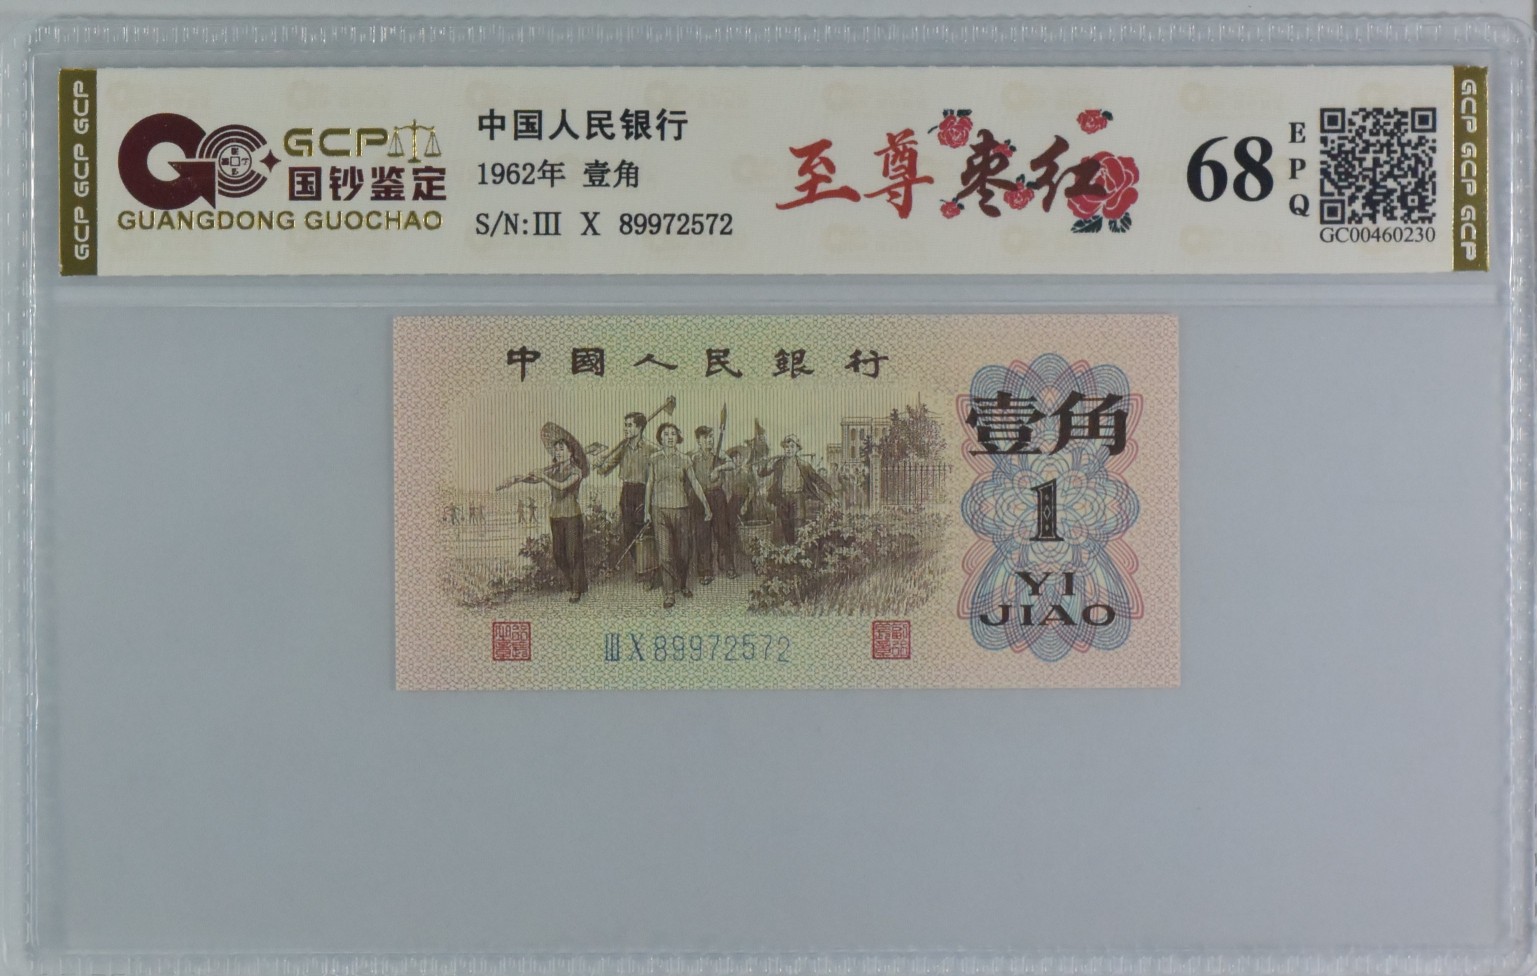 GCP GCP GCP
GCP
国钞鉴定
GUANGDONG GUOCHAO
中国人民银行
1962年 壹角
S/N:Ⅲ X 89972572
至尊枣红
68
EPQ
GC00460230
GCP GCP GCP
中國人民銀行
壹角
1
YI
JIAO
ⅢX89972572